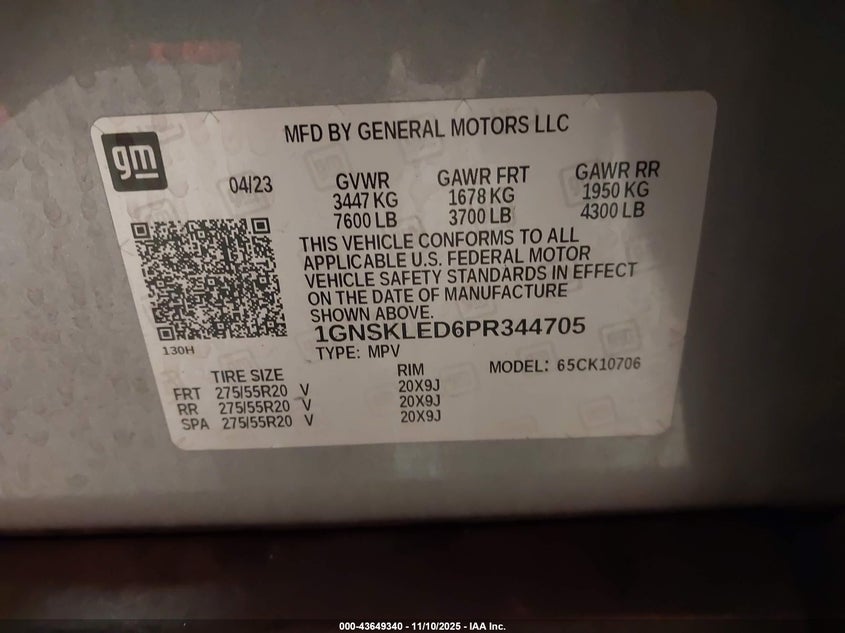 gm
MFD BY GENERAL MOTORS LLC
04/23
GVWR GAWR FRT GAWR RR
3447 KG 1678 KG 1950 KG
7600 LB 3700 LB 4300 LB
THIS VEHICLE CONFORMS TO ALL
APPLICABLE U.S. FEDERAL MOTOR
VEHICLE SAFETY STANDARDS IN EFFECT
ON THE DATE OF MANUFACTURE
SHOWN ABOVE.
1GNSKLED6PR344705
130H
TYPE: MPV
MODEL: 65CK10706
TIRE SIZE RIM
FRT 275/55R20 V 20X9J
RR 275/55R20 V 20X9J
SPA 275/55R20 V 20X9J
000-43649340 - 11/10/2025 - IAA Inc.